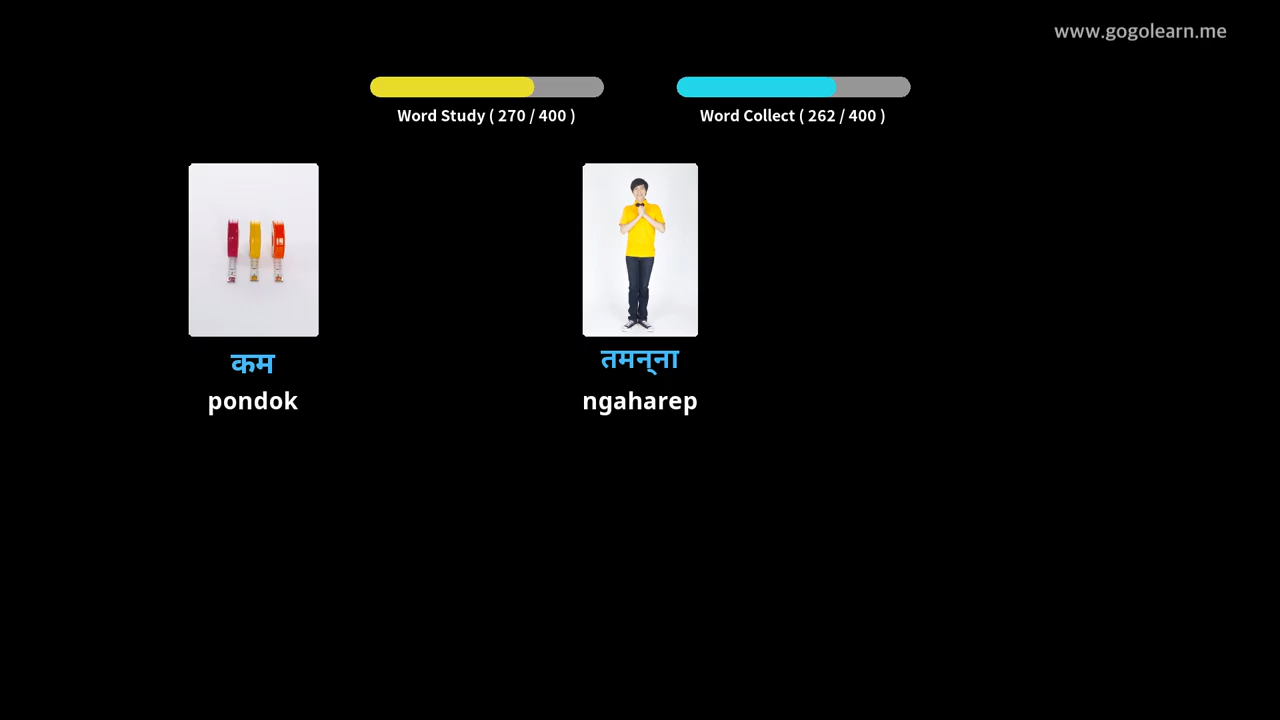 www.gogolearn.me
Word Study ( 270 / 400 )
Word Collect ( 262 / 400 )
कम
pondok
तमन्‌ना
ngaharep